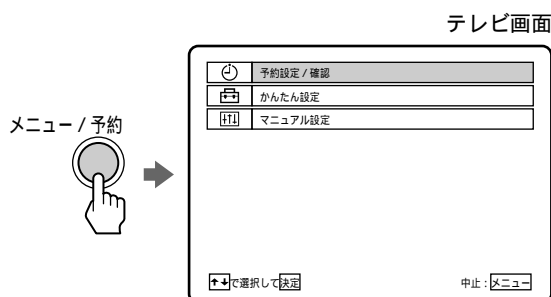 テレビ画面
予約設定 / 確認
かんたん設定
マニュアル設定
メニュー / 予約
↑↓で選択して決定
中止 : メニュー